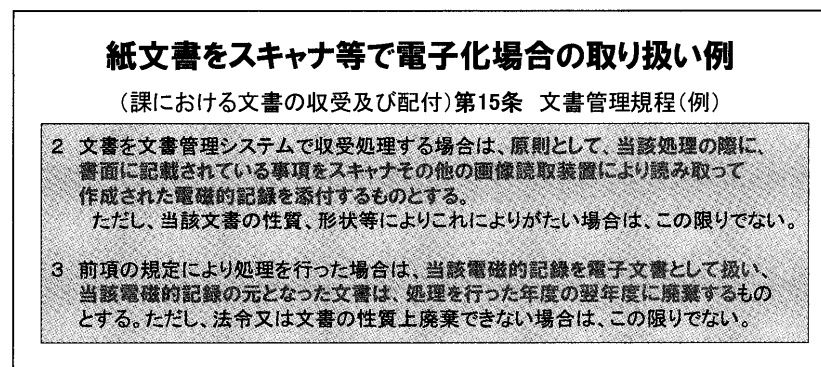 紙文書をスキャナ等で電子化場合の取り扱い例
(課における文書の収受及び配付)第15条 文書管理規程(例)
2 文書を文書管理システムで収受処理する場合は、原則として、当該処理の際に、
書面に記載されている事項をスキャナその他の画像読取装置により読み取って
作成された電磁的記録を添付するものとする。
ただし、当該文書の性質、形状等によりこれによりがたい場合は、この限りでない。
3 前項の規定により処理を行った場合は、当該電磁的記録を電子文書として扱い、
当該電磁的記録の元となった文書は、処理を行った年度の翌年度に廃棄するもの
とする。ただし、法令又は文書の性質上廃棄できない場合は、この限りでない。